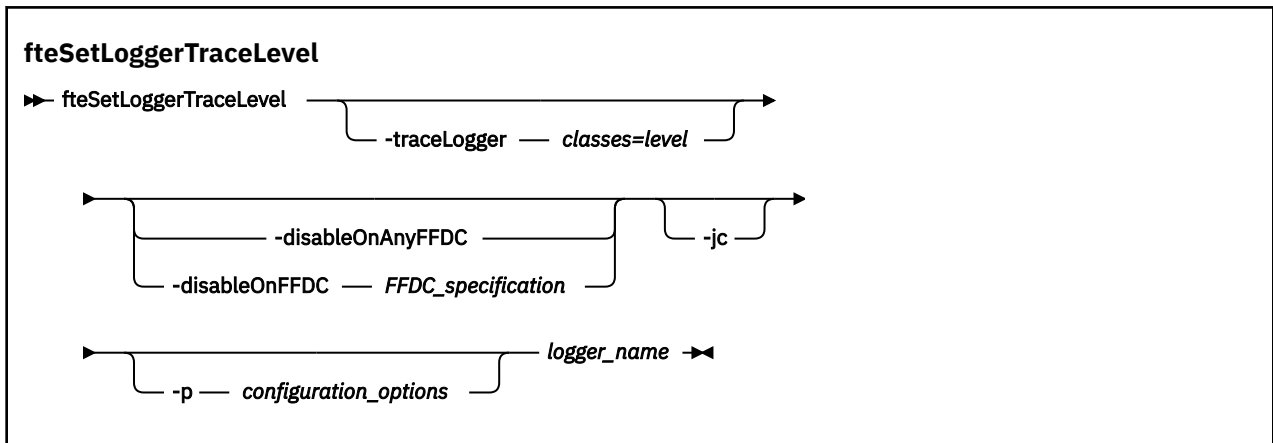 fteSetLoggerTraceLevel
fteSetLoggerTraceLevel
-traceLogger classes=level
-disableOnAnyFFDC
-jc
-disableOnFFDC FFDC_specification
logger_name
-p configuration_options